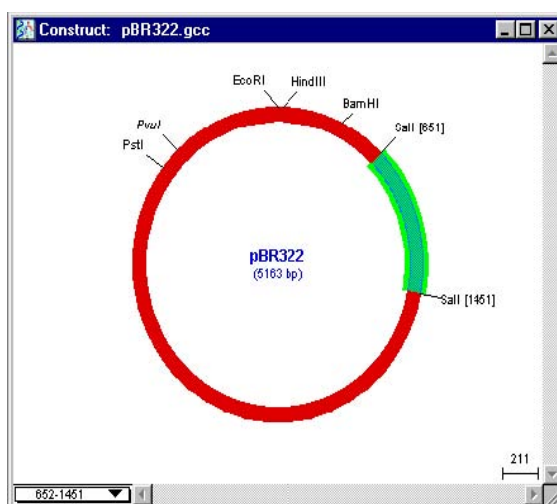 Construct: pBR322.gcc
EcoRI
HindIII
BamHI
PvuI
SalI [651]
PstI
pBR322
(5163 bp)
SalI [1451]
211
652-1451